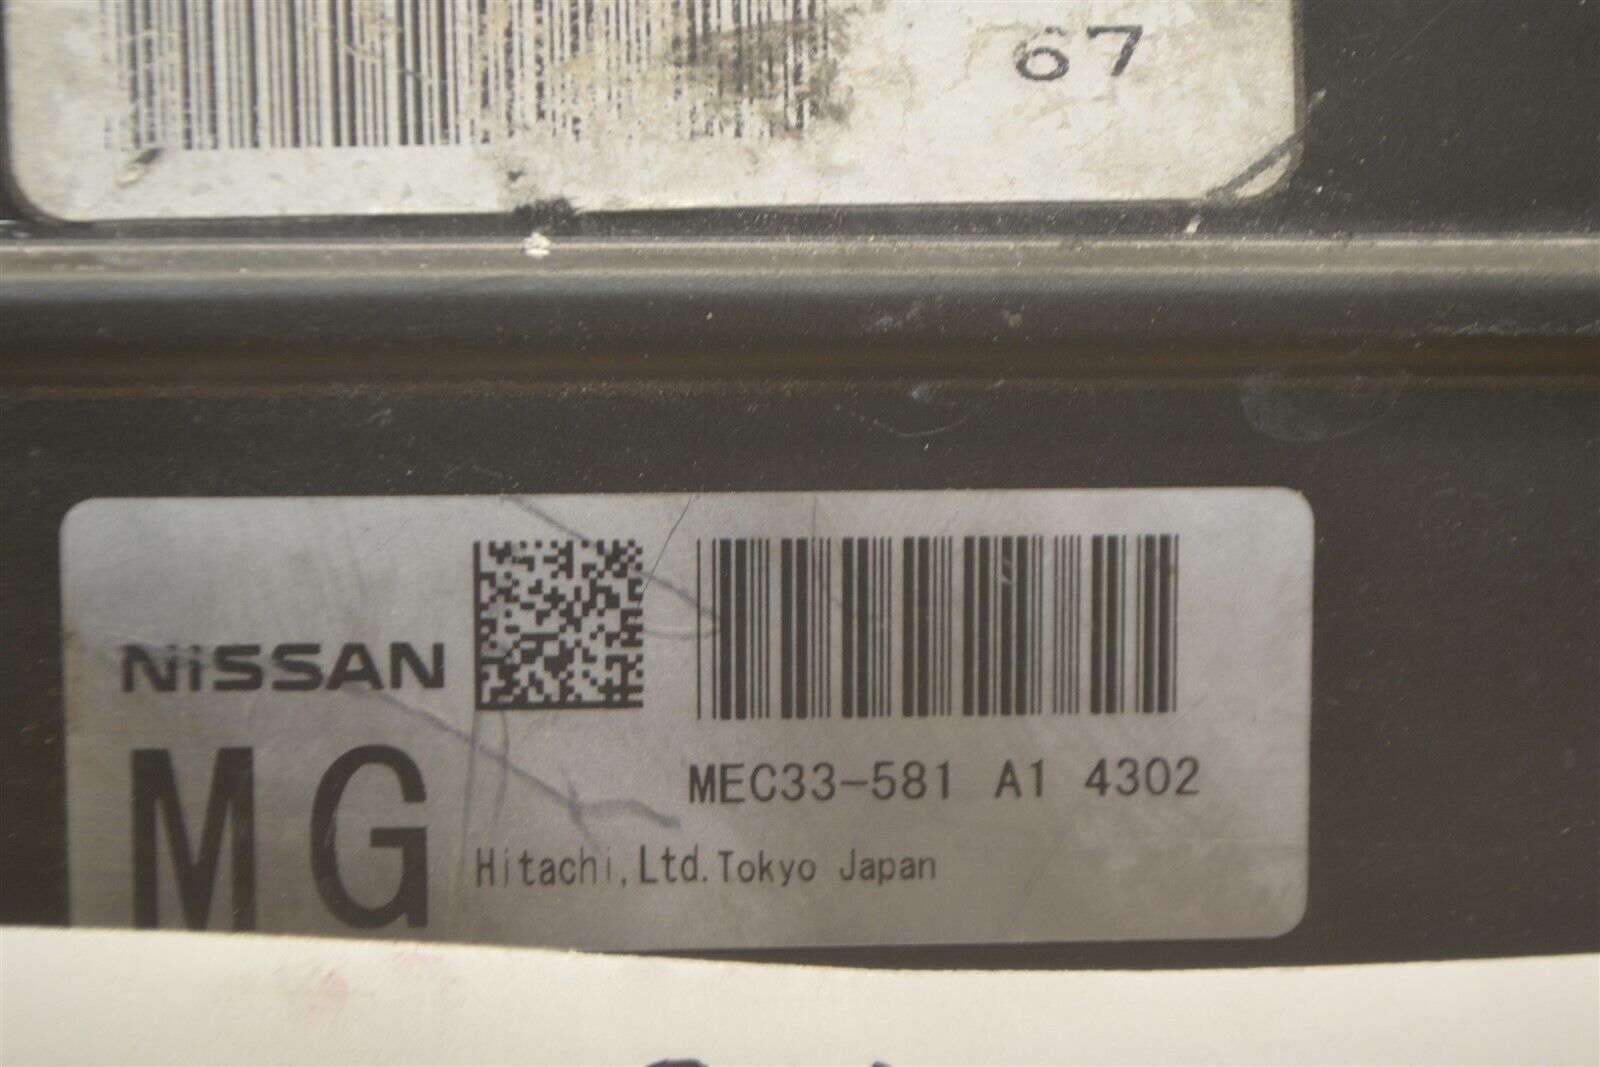 67
NISSAN
MG
MEC33-581 A1 4302
Hitachi,Ltd.Tokyo Japan